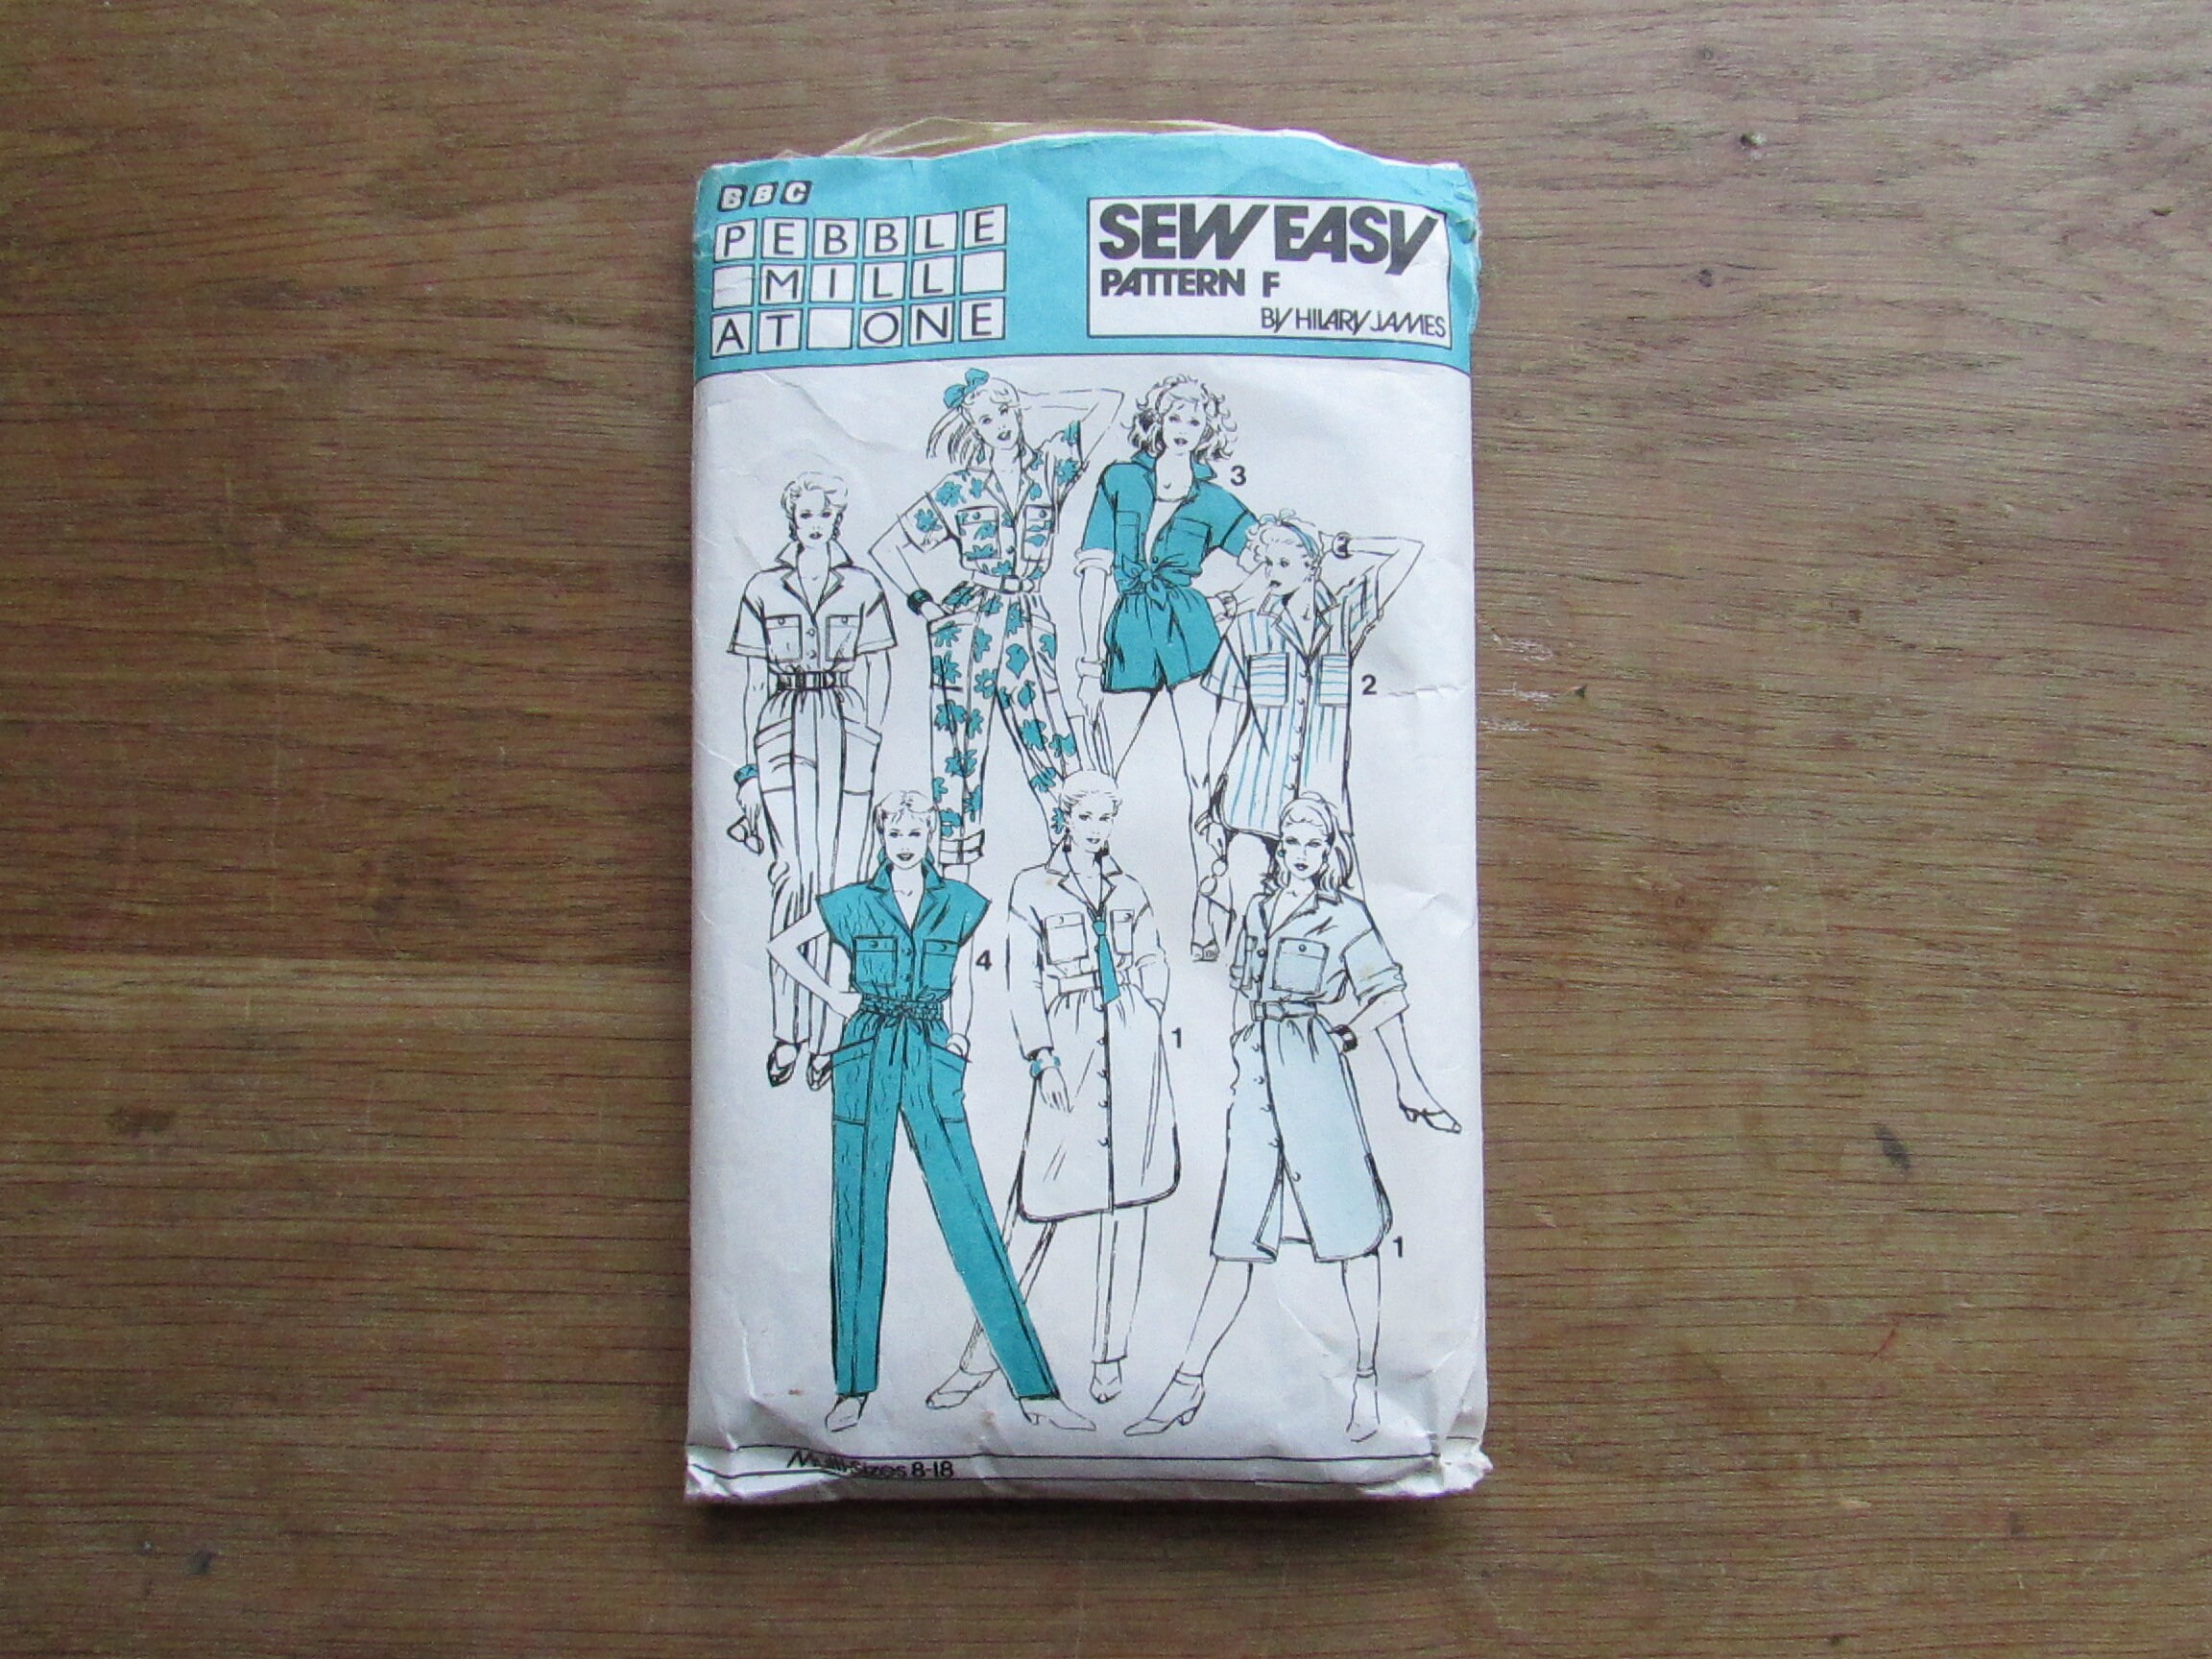 BBC
PEBBLE
MILL
AT ONE
SEW EASY
PATTERN F
BY HILARY JAMES
3
2
4
1
1
Multi-Sizes 8-18